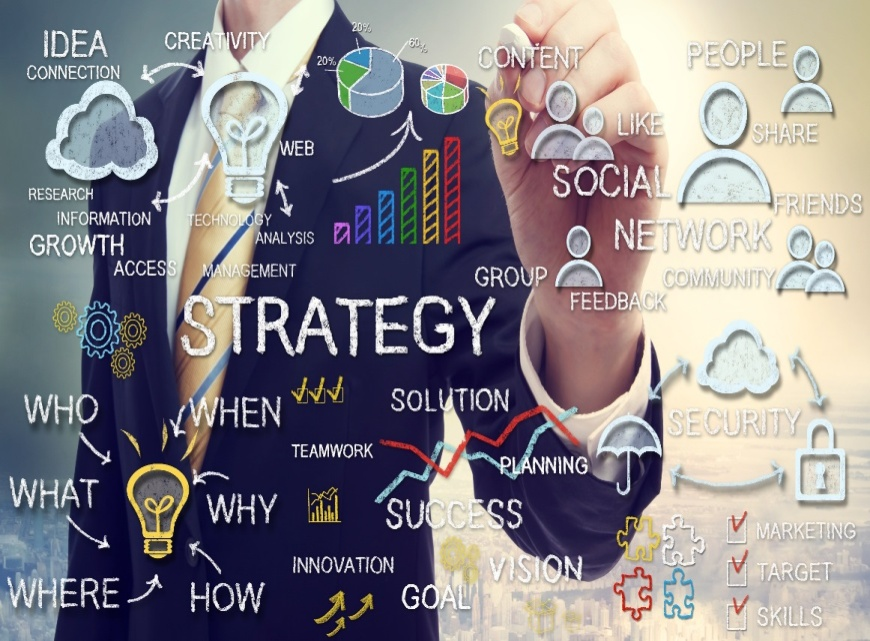 IDEA
CONNECTION
CREATIVITY
WEB
RESEARCH
INFORMATION
GROWTH
TECHNOLOGY
ANALYSIS
ACCESS
MANAGEMENT
20%
20%
60%
CONTENT
LIKE
PEOPLE
SHARE
SOCIAL
FRIENDS
NETWORK
GROUP
COMMUNITY
FEEDBACK
STRATEGY
WHO
WHEN
WHAT
WHY
WHERE
HOW
SOLUTION
TEAMWORK
PLANNING
SUCCESS
INNOVATION
GOAL
VISION
SECURITY
MARKETING
TARGET
SKILLS